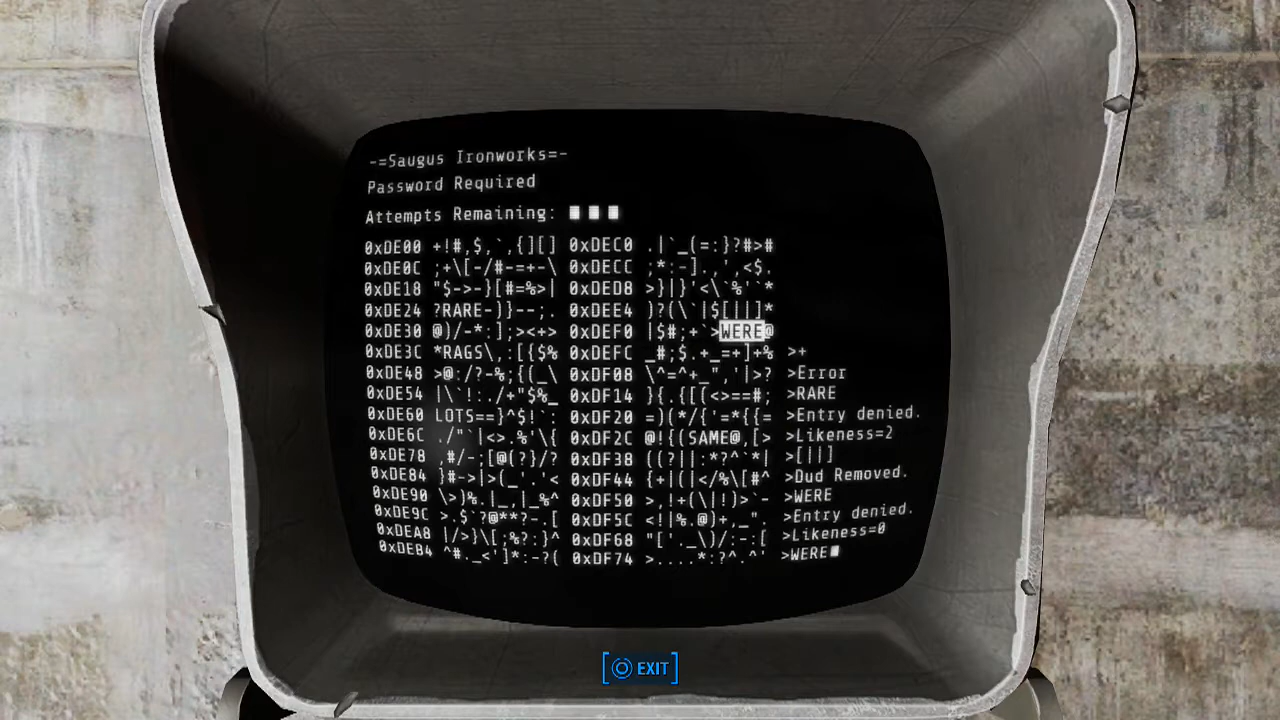 -=Saugus Ironworks=-
Password Required
Attempts Remaining: ■ ■ ■
0xDE00 +!#,$,`,{][] 0xDEC0 .|`_(=:}?#>#
0xDE0C ;+\[-/#-=+-\ 0xDECC ;*:-].,',<$.
0xDE18 "$->-}[#=%>| 0xDED8 >}|}'<\`%'`*
0xDE24 ?RARE-)}--;. 0xDEE4 )?(\`|$[||]*
0xDE30 @)/-*:];><+> 0xDEF0 |$#;+`>WERE@
0xDE3C *RAGS\,:[{$% 0xDEFC _#;$.+_=+]+% >+
0xDE48 >@:/?-%;{(_\ 0xDF08 \^=^+_",'|>? >Error
0xDE54 |\`!:./+"$%_ 0xDF14 }{.{[(<>==#; >RARE
0xDE60 LOTS==}^$!`: 0xDF20 =)(*/{'=*{[= >Entry denied.
0xDE6C ./"`|<>.%'\{ 0xDF2C @!{(SAME@,[> >Likeness=2
0xDE78 ,#/-;[@(?}/? 0xDF38 ((?||:*?^`*| >[||]
0xDE84 }#->|>(_'.'< 0xDF44 {+|(|</%\[#^ >Dud Removed.
0xDE90 \>)%.|_,|_%^ 0xDF50 >,!+(\|!)>`- >WERE
0xDE9C >.$`?@**?-.[ 0xDF5C <!|%.@)+,_". >Entry denied.
0xDEA8 |/>}\[;%?:}^ 0xDF68 "['._\)/:-:[ >Likeness=0
0xDEB4 ^#._<']*:-?( 0xDF74 >....*:?^.^' >WERE■
EXIT